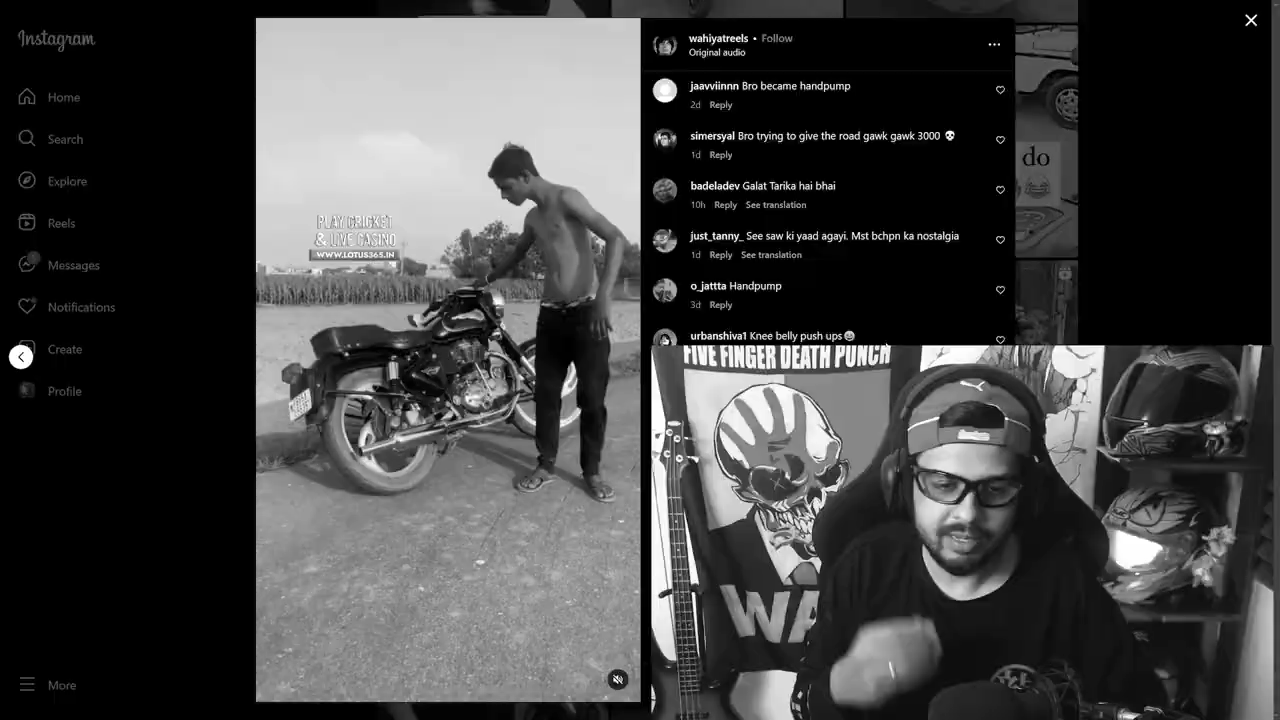 Instagram
Home
Search
Explore
Reels
Messages
Notifications
Create
Profile
More
PLAY CRICKET
& LIVE CASINO
WWW.LOTUS365.IN
wahiyatreels • Follow
Original audio
jaavviinnn Bro became handpump
2d Reply
simersyal Bro trying to give the road gawk gawk 3000 💀
1d Reply
badeladev Galat Tarika hai bhai
10h Reply See translation
just_tanny_ See saw ki yaad agayi. Mst bchpn ka nostalgia
1d Reply See translation
o_jattta Handpump
3d Reply
urbanshiva1 Knee belly push ups😂
do
FIVE FINGER DEATH PUNCH
WA